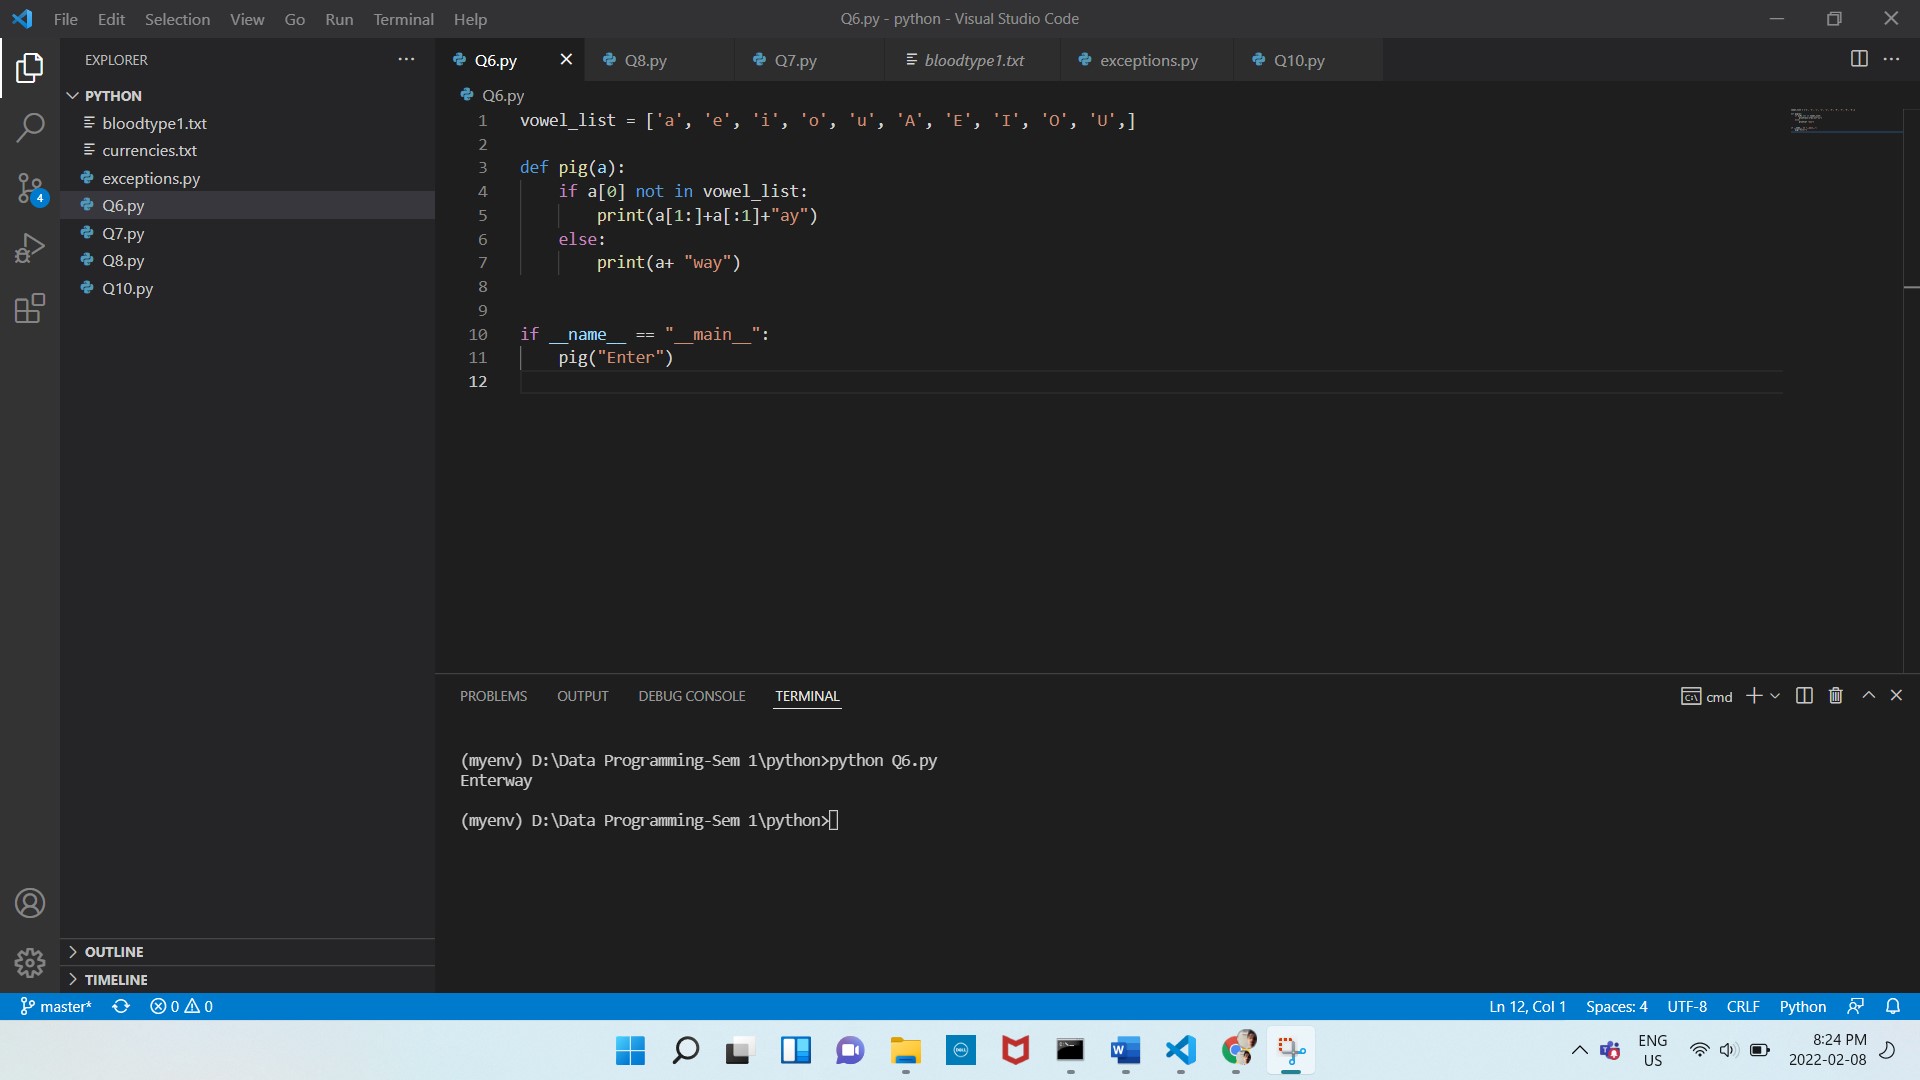 File Edit Selection View Go Run Terminal Help
Q6.py - python - Visual Studio Code
EXPLORER
PYTHON
bloodtype1.txt
currencies.txt
exceptions.py
Q6.py
Q7.py
Q8.py
Q10.py
OUTLINE
TIMELINE
4
Q6.py Q8.py Q7.py bloodtype1.txt exceptions.py Q10.py
Q6.py
1 vowel_list = ['a', 'e', 'i', 'o', 'u', 'A', 'E', 'I', 'O', 'U',]
2
3 def pig(a):
4 if a[0] not in vowel_list:
5 print(a[1:]+a[:1]+"ay")
6 else:
7 print(a+ "way")
8
9
10 if __name__ == "__main__":
11 pig("Enter")
12
PROBLEMS OUTPUT DEBUG CONSOLE TERMINAL
cmd
(myenv) D:\Data Programming-Sem 1\python>python Q6.py
Enterway
(myenv) D:\Data Programming-Sem 1\python>
master* 0 0
Ln 12, Col 1 Spaces: 4 UTF-8 CRLF Python
ENG
US
8:24 PM
2022-02-08